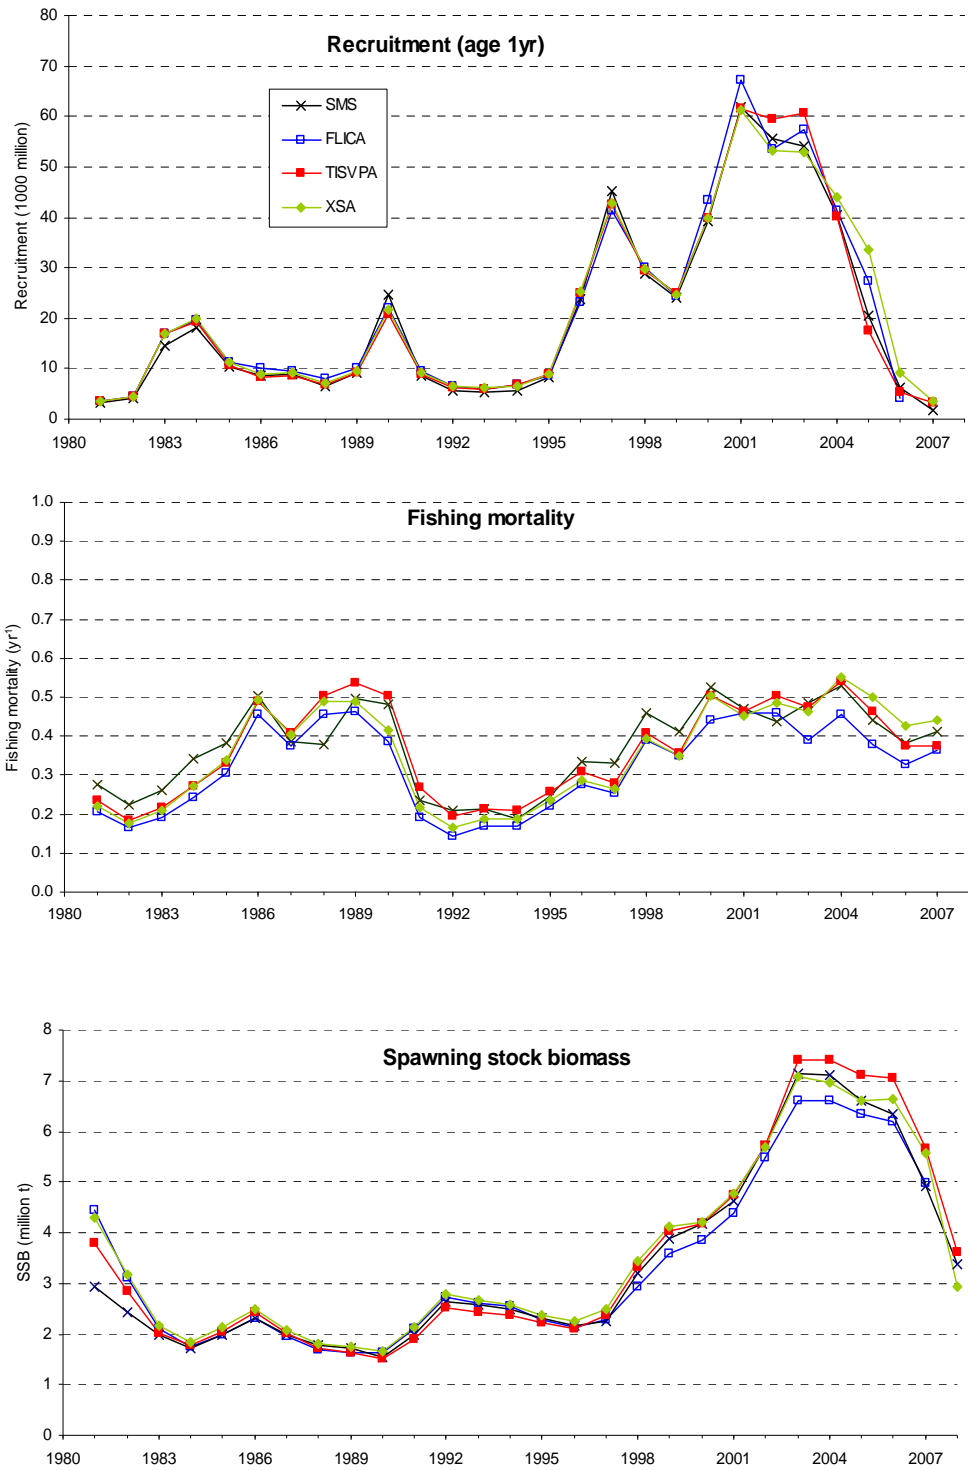 Recruitment (age 1yr)
80
70
60
50
40
30
20
10
0
Recruitment (1000 million)
SMS
FLICA
TISVPA
XSA
1980 1983 1986 1989 1992 1995 1998 2001 2004 2007
Fishing mortality
1.0
0.9
0.8
0.7
0.6
0.5
0.4
0.3
0.2
0.1
0.0
Fishing mortality (yr¹)
1980 1983 1986 1989 1992 1995 1998 2001 2004 2007
Spawning stock biomass
8
7
6
5
4
3
2
1
0
SSB (million t)
1980 1983 1986 1989 1992 1995 1998 2001 2004 2007